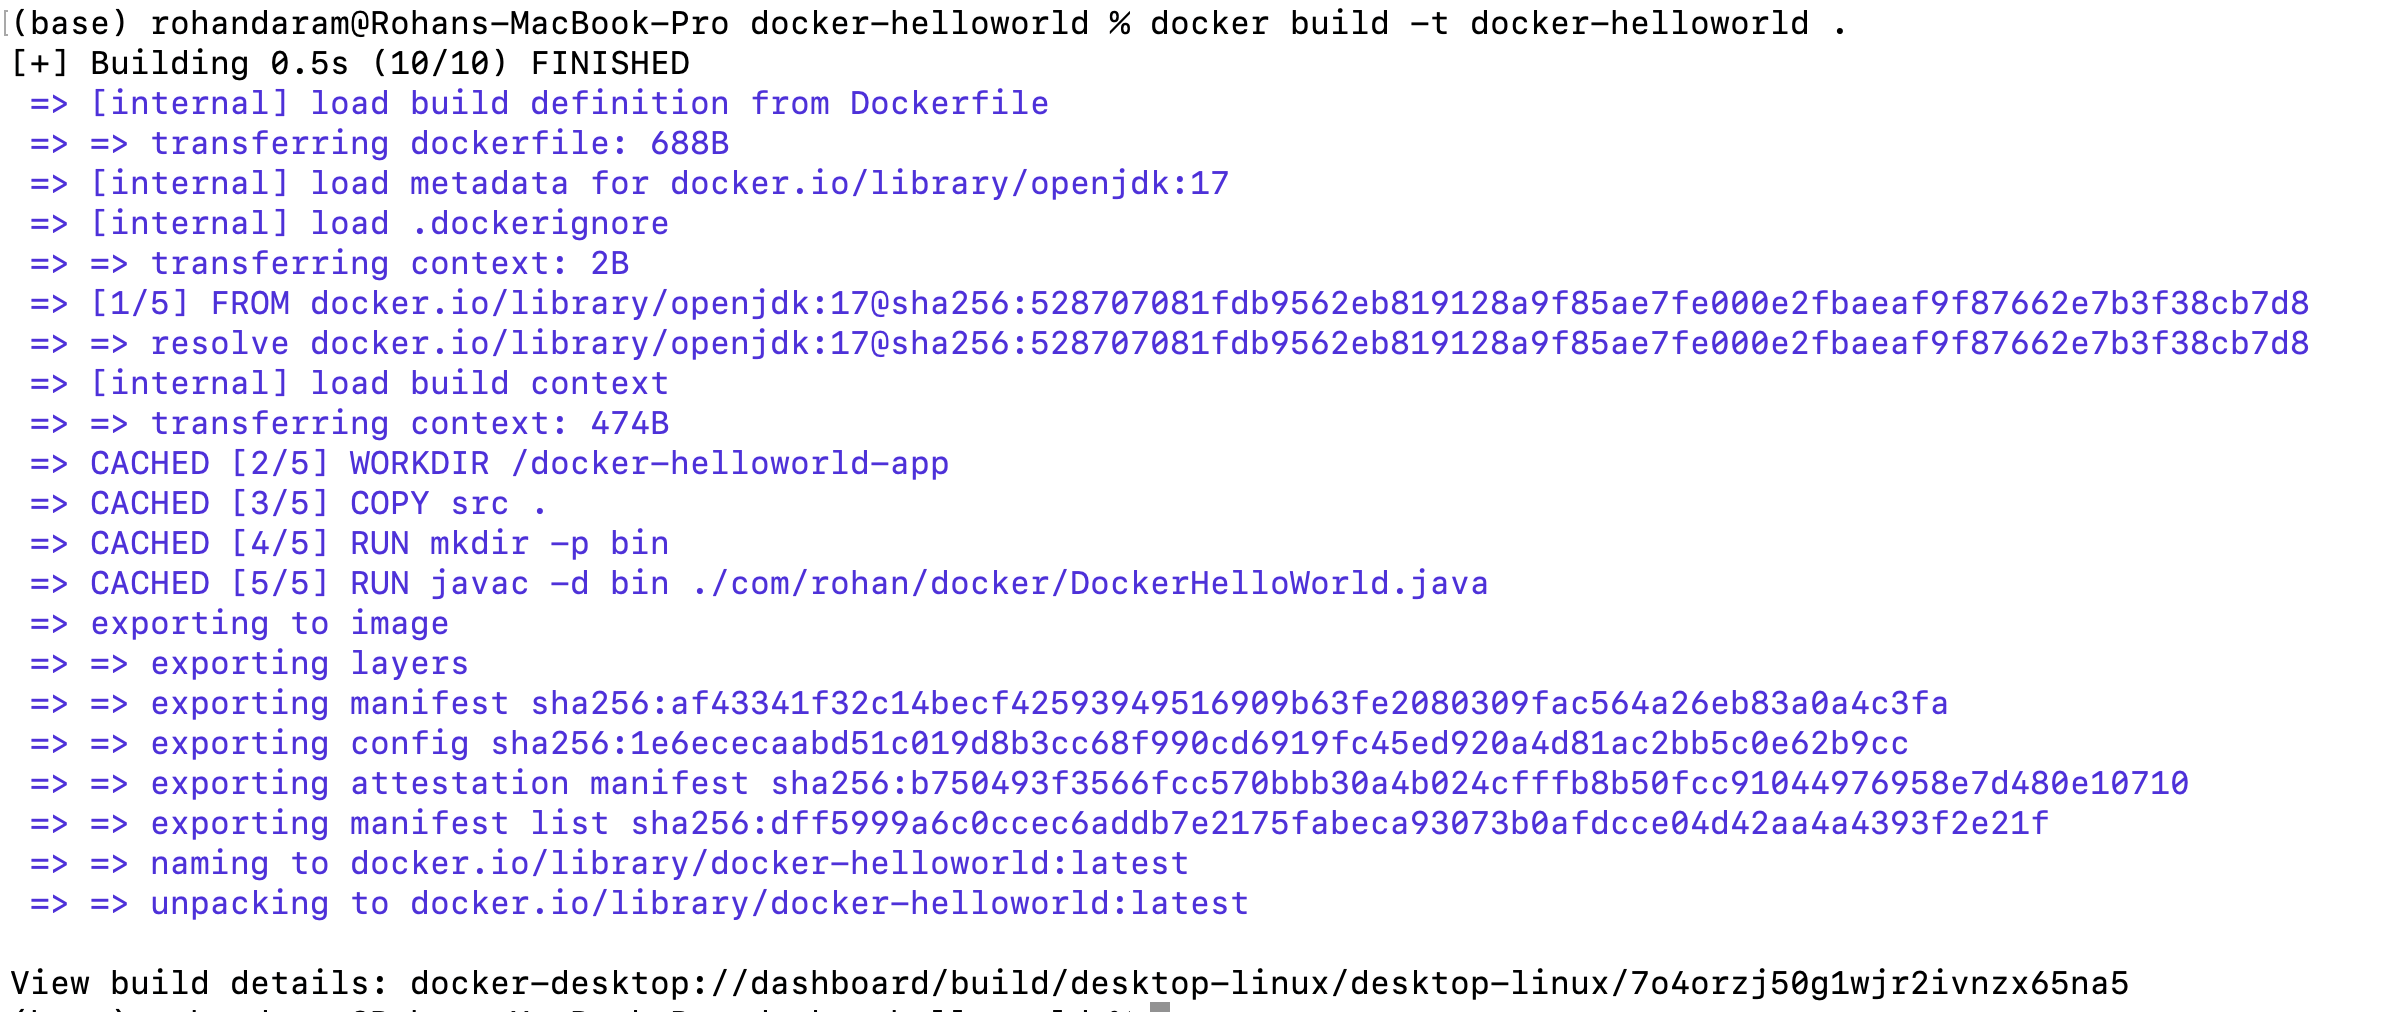 (base) rohandaram@Rohans-MacBook-Pro docker-helloworld % docker build -t docker-helloworld .
[+] Building 0.5s (10/10) FINISHED
=> [internal] load build definition from Dockerfile
=> => transferring dockerfile: 688B
=> [internal] load metadata for docker.io/library/openjdk:17
=> [internal] load .dockerignore
=> => transferring context: 2B
=> [1/5] FROM docker.io/library/openjdk:17@sha256:528707081fdb9562eb819128a9f85ae7fe000e2fbaeaf9f87662e7b3f38cb7d8
=> => resolve docker.io/library/openjdk:17@sha256:528707081fdb9562eb819128a9f85ae7fe000e2fbaeaf9f87662e7b3f38cb7d8
=> [internal] load build context
=> => transferring context: 474B
=> CACHED [2/5] WORKDIR /docker-helloworld-app
=> CACHED [3/5] COPY src .
=> CACHED [4/5] RUN mkdir -p bin
=> CACHED [5/5] RUN javac -d bin ./com/rohan/docker/DockerHelloWorld.java
=> exporting to image
=> => exporting layers
=> => exporting manifest sha256:af43341f32c14becf42593949516909b63fe2080309fac564a26eb83a0a4c3fa
=> => exporting config sha256:1e6ececaabd51c019d8b3cc68f990cd6919fc45ed920a4d81ac2bb5c0e62b9cc
=> => exporting attestation manifest sha256:b750493f3566fcc570bbb30a4b024cfffb8b50fcc91044976958e7d480e10710
=> => exporting manifest list sha256:dff5999a6c0ccec6addb7e2175fabeca93073b0afdcce04d42aa4a4393f2e21f
=> => naming to docker.io/library/docker-helloworld:latest
=> => unpacking to docker.io/library/docker-helloworld:latest
View build details: docker-desktop://dashboard/build/desktop-linux/desktop-linux/7o4orzj50g1wjr2ivnzx65na5